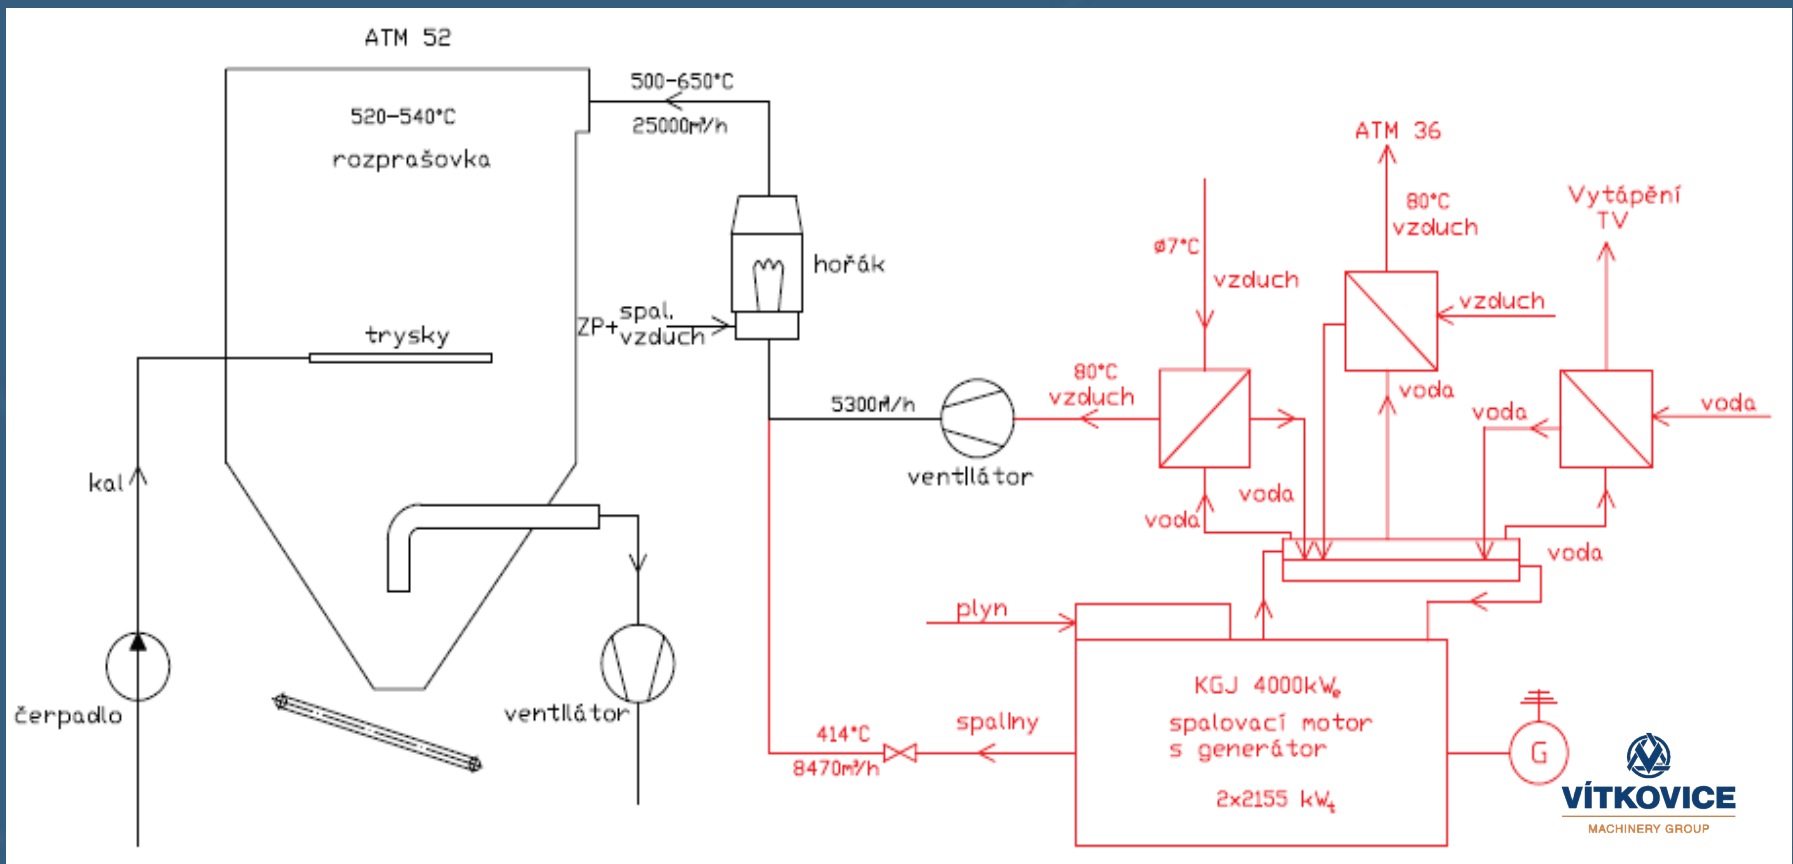 ATM 52
520-540°C
rozprašovka
500-650°C
25000m³/h
hořák
ZP+
spal.
vzduch
trysky
kal
čerpadlo
ventilátor
5300m³/h
ventilátor
80°C
vzduch
ø7°C
vzduch
ATM 36
80°C
vzduch
vzduch
voda
Vytápění
TV
voda
voda
voda
voda
voda
plyn
spaliny
414°C
8470m³/h
KGJ 4000kWe
spalovací motor
s generátor
2x2155 kWt
G
VÍTKOVICE
MACHINERY GROUP